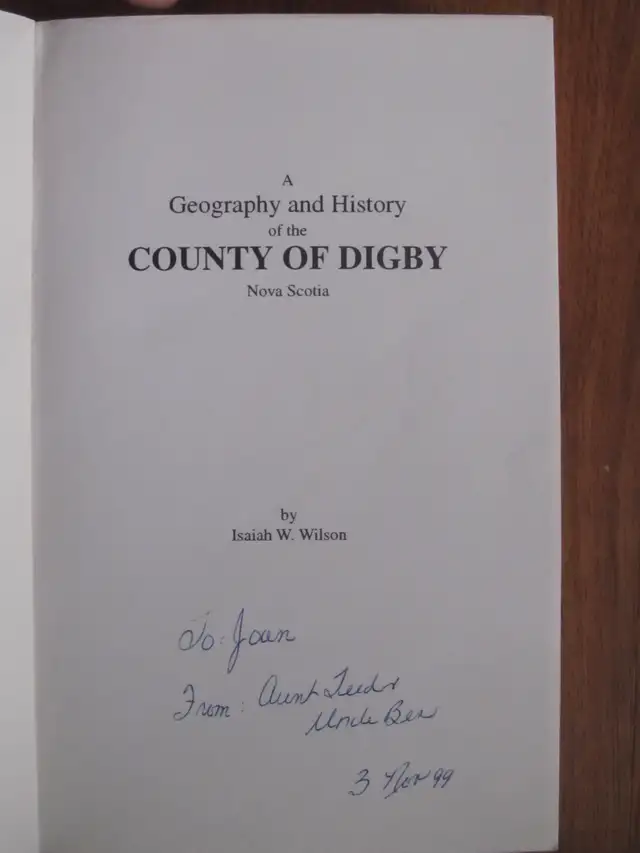 A
Geography and History
of the
COUNTY OF DIGBY
Nova Scotia
by
Isaiah W. Wilson
To: Joan
From: Aunt
Uncle Ben
3 Nov 99